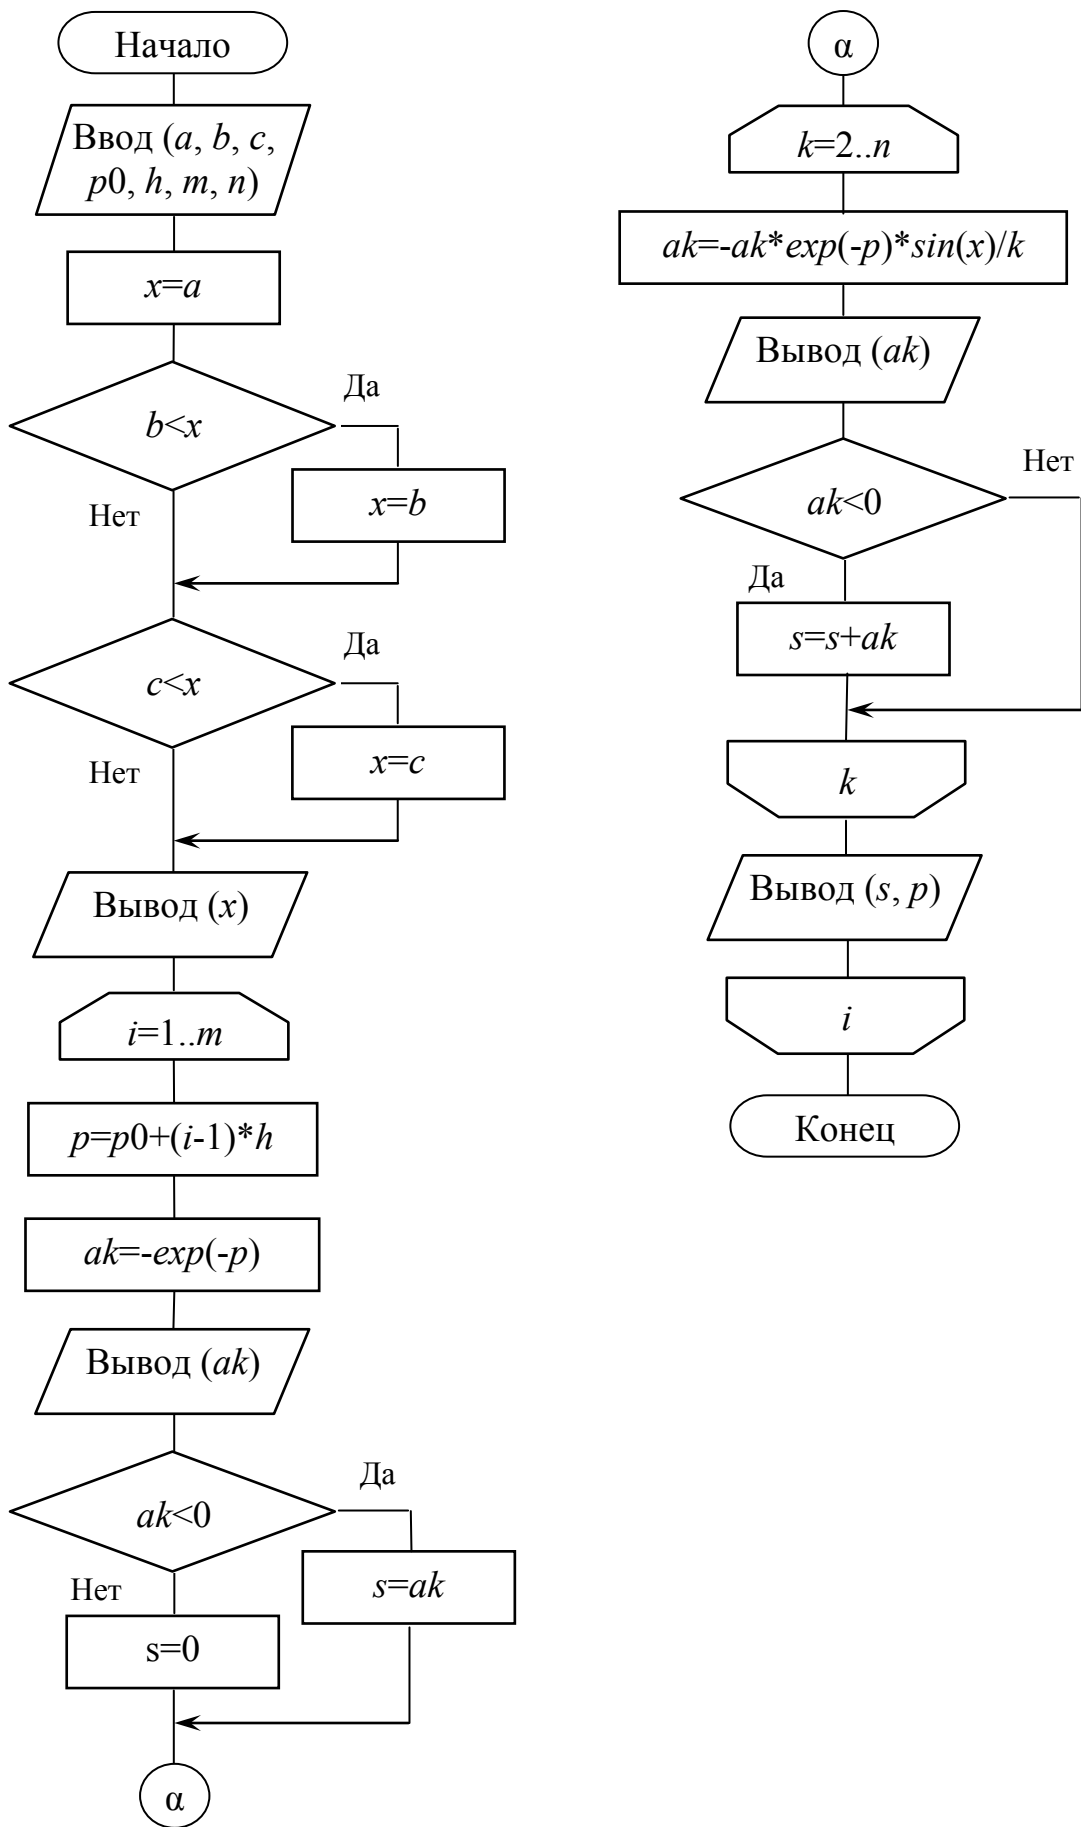 Начало
Ввод (a, b, c,
p0, h, m, n)
x=a
b<x
Да
Нет
x=b
c<x
Да
Нет
x=c
Вывод (x)
i=1..m
p=p0+(i-1)*h
ak=-exp(-p)
Вывод (ak)
ak<0
Да
Нет
s=ak
s=0
α
α
k=2..n
ak=-ak*exp(-p)*sin(x)/k
Вывод (ak)
ak<0
Нет
Да
s=s+ak
k
Вывод (s, p)
i
Конец